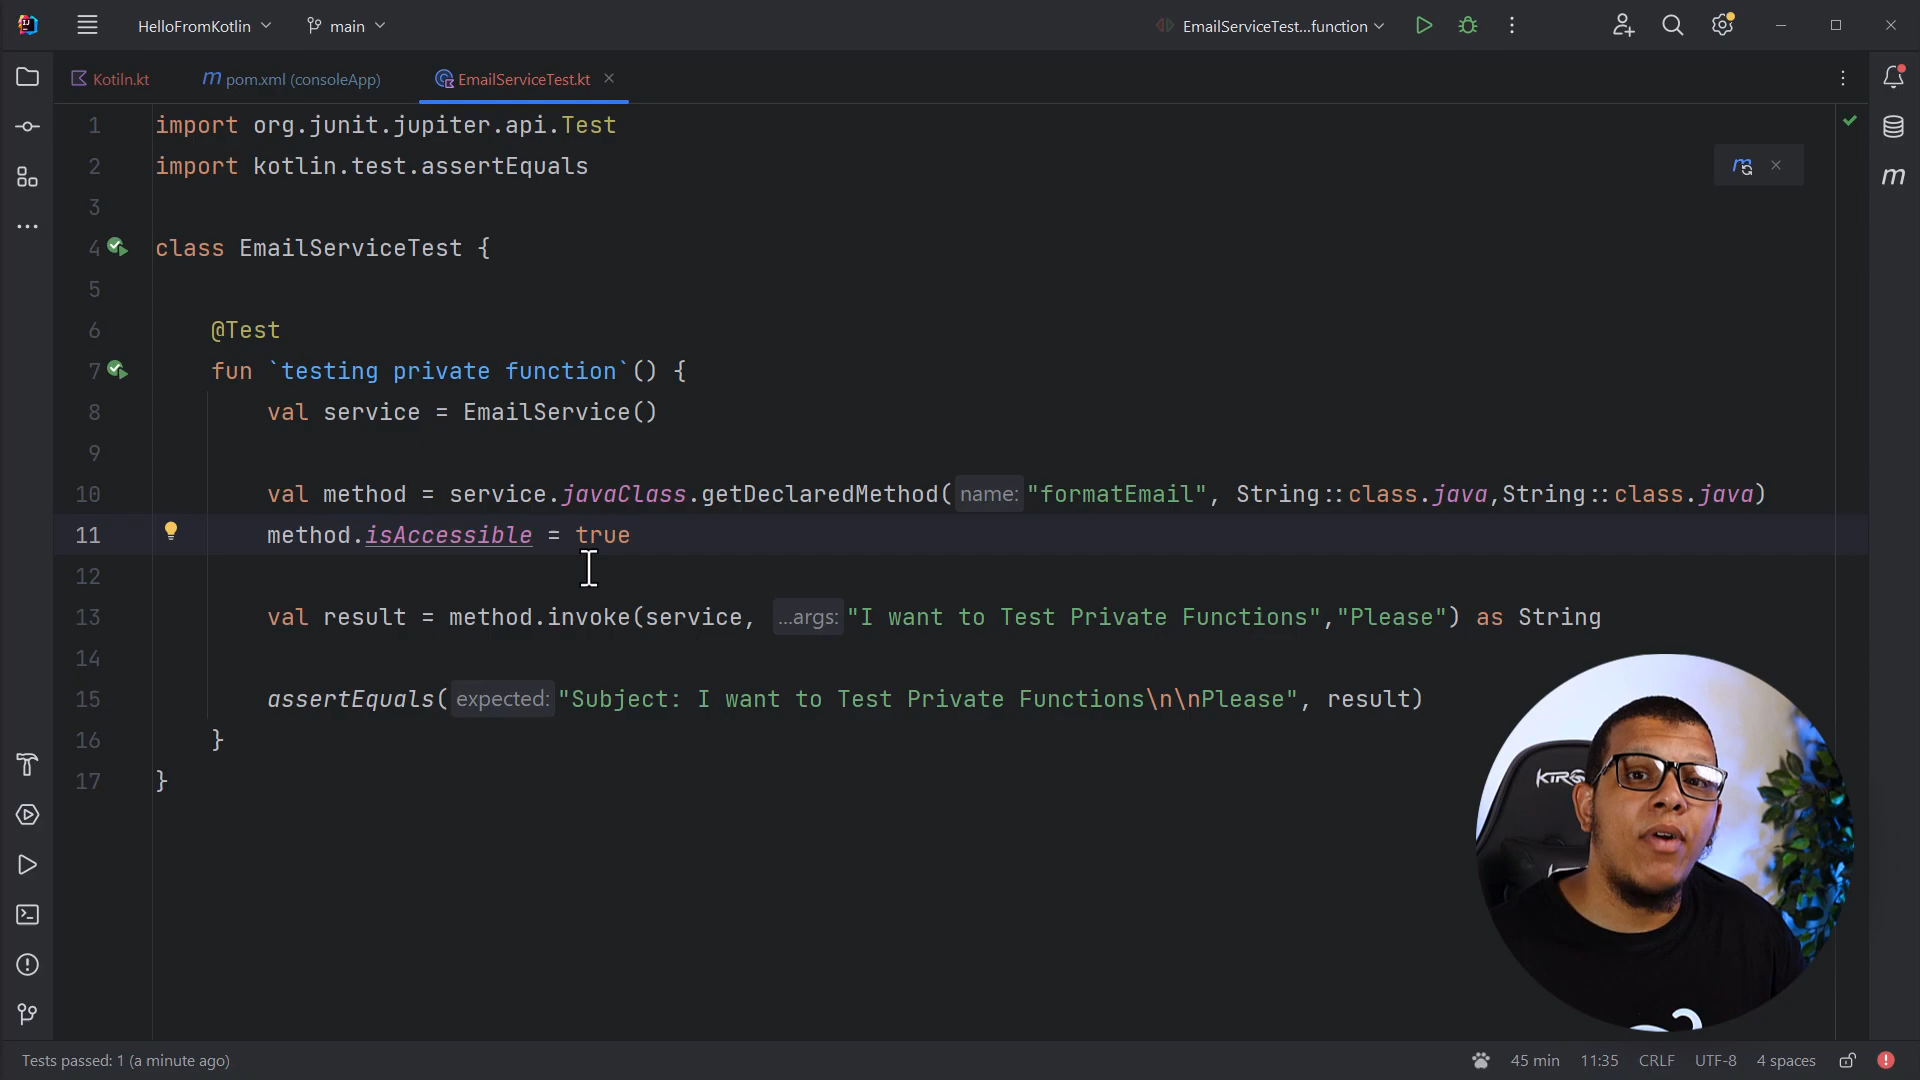 HelloFromKotlin
main
EmailServiceTest...function
Kotiln.kt
pom.xml (consoleApp)
EmailServiceTest.kt
1 import org.junit.jupiter.api.Test
2 import kotlin.test.assertEquals
3
4 class EmailServiceTest {
5
6 @Test
7 fun `testing private function`() {
8 val service = EmailService()
9
10 val method = service.javaClass.getDeclaredMethod( name: "formatEmail", String::class.java,String::class.java)
11 method.isAccessible = true
12
13 val result = method.invoke(service, ...args: "I want to Test Private Functions","Please") as String
14
15 assertEquals( expected: "Subject: I want to Test Private Functions\n\nPlease", result)
16 }
17 }
Tests passed: 1 (a minute ago)
45 min
11:35
CRLF
UTF-8
4 spaces